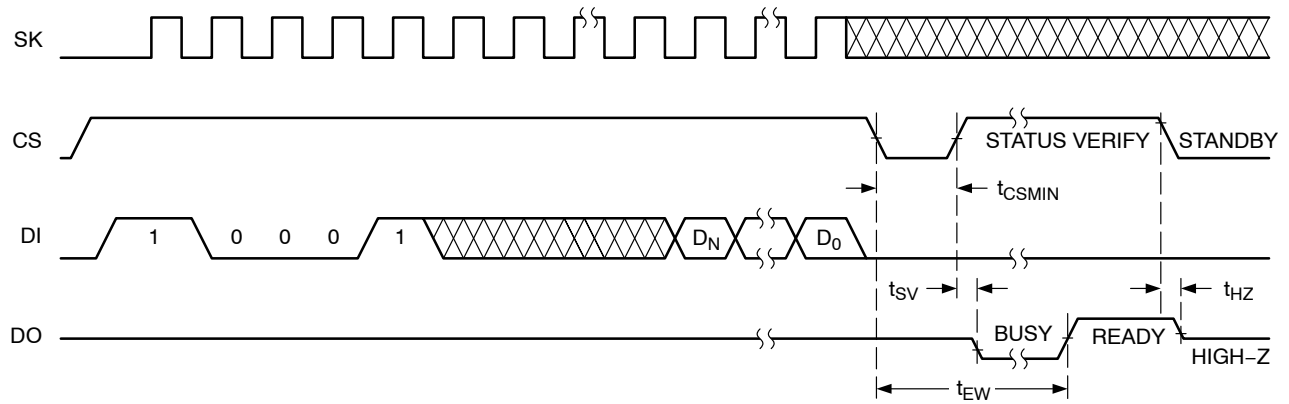 SK
CS
STATUS VERIFY
STANDBY
tCSMIN
DI
1
0
0
0
1
DN
D0
tSV
tHZ
DO
BUSY
READY
HIGH–Z
tEW